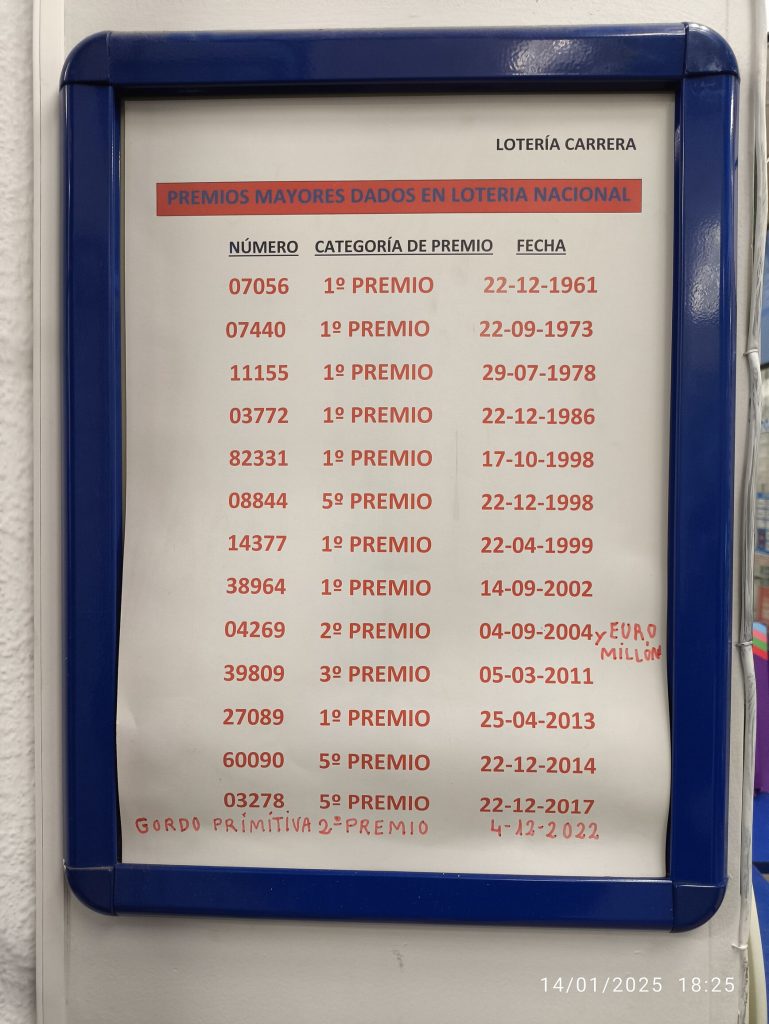 LOTERÍA CARRERA
PREMIOS MAYORES DADOS EN LOTERIA NACIONAL
NÚMERO CATEGORÍA DE PREMIO FECHA
07056 1º PREMIO 22-12-1961
07440 1º PREMIO 22-09-1973
11155 1º PREMIO 29-07-1978
03772 1º PREMIO 22-12-1986
82331 1º PREMIO 17-10-1998
08844 5º PREMIO 22-12-1998
14377 1º PREMIO 22-04-1999
38964 1º PREMIO 14-09-2002
04269 2º PREMIO 04-09-2004 y EURO
MILLÓN
39809 3º PREMIO 05-03-2011
27089 1º PREMIO 25-04-2013
60090 5º PREMIO 22-12-2014
03278 5º PREMIO 22-12-2017
GORDO PRIMITIVA 2º PREMIO 4-12-2022
14/01/2025 18:25